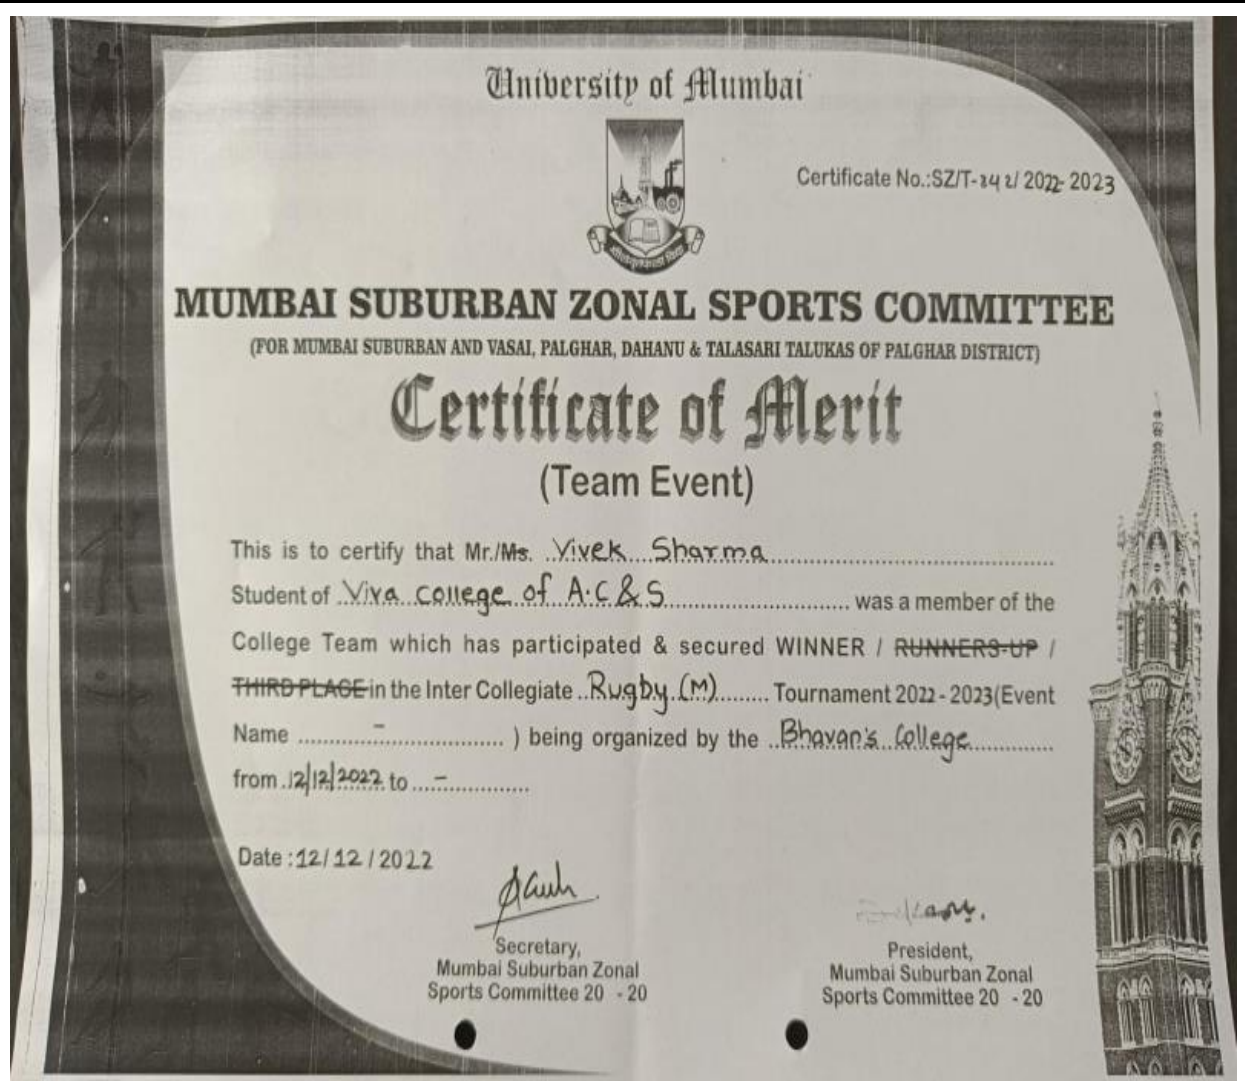 University of Mumbai
Certificate No.:SZ/T-242/2022-2023
MUMBAI SUBURBAN ZONAL SPORTS COMMITTEE
(FOR MUMBAI SUBURBAN AND VASAI, PALGHAR, DAHANU & TALASARI TALUKAS OF PALGHAR DISTRICT)
Certificate of Merit
(Team Event)
This is to certify that Mr./Ms. Vivek Sharma
Student of Viva college of A.C & S was a member of the
College Team which has participated & secured WINNER / RUNNERS-UP /
THIRD PLACE in the Inter Collegiate Rugby (M) Tournament 2022-2023(Event
Name - ) being organized by the Bhavan's College
from 12/12/2022 to -
Date : 12/12/2022
Secretary,
Mumbai Suburban Zonal
Sports Committee 20 - 20
President,
Mumbai Suburban Zonal
Sports Committee 20 - 20